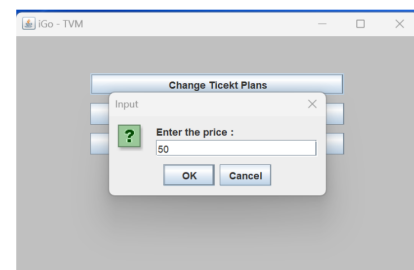 iGo - TVM
Change Ticekt Plans
Input
Enter the price :
50
OK Cancel